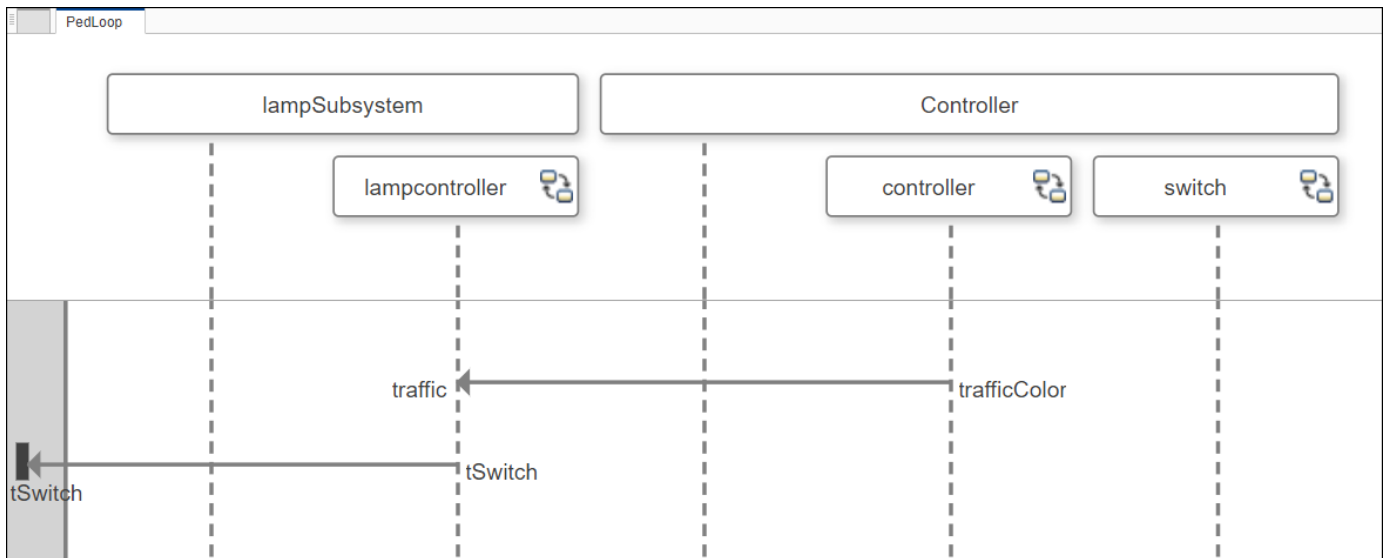 PedLoop
lampSubsystem
Controller
lampcontroller
controller
switch
traffic
trafficColor
tSwitch
tSwitch